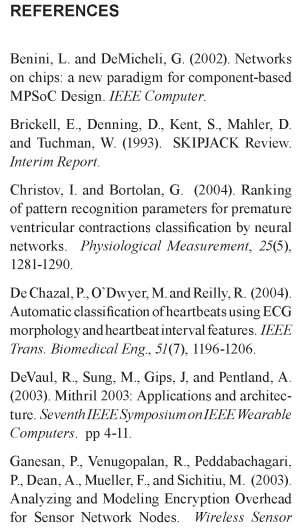 REFERENCES
Benini, L. and DeMicheli, G. (2002). Networks
on chips: a new paradigm for component-based
MPSoC Design. IEEE Computer.
Brickell, E., Denning, D., Kent, S., Mahler, D.
and Tuchman, W. (1993). SKIPJACK Review.
Interim Report.
Christov, I. and Bortolan, G. (2004). Ranking
of pattern recognition parameters for premature
ventricular contractions classification by neural
networks. Physiological Measurement, 25(5),
1281-1290.
De Chazal, P., O`Dwyer, M. and Reilly, R. (2004).
Automatic classification of heartbeats using ECG
morphology and heartbeat interval features. IEEE
Trans. Biomedical Eng., 51(7), 1196-1206.
DeVaul, R., Sung, M., Gips, J, and Pentland, A.
(2003). Mithril 2003: Applications and architec-
ture. Seventh IEEE Symposium on IEEE Wearable
Computers. pp 4-11.
Ganesan, P., Venugopalan, R., Peddabachagari,
P., Dean, A., Mueller, F., and Sichitiu, M. (2003).
Analyzing and Modeling Encryption Overhead
for Sensor Network Nodes. Wireless Sensor